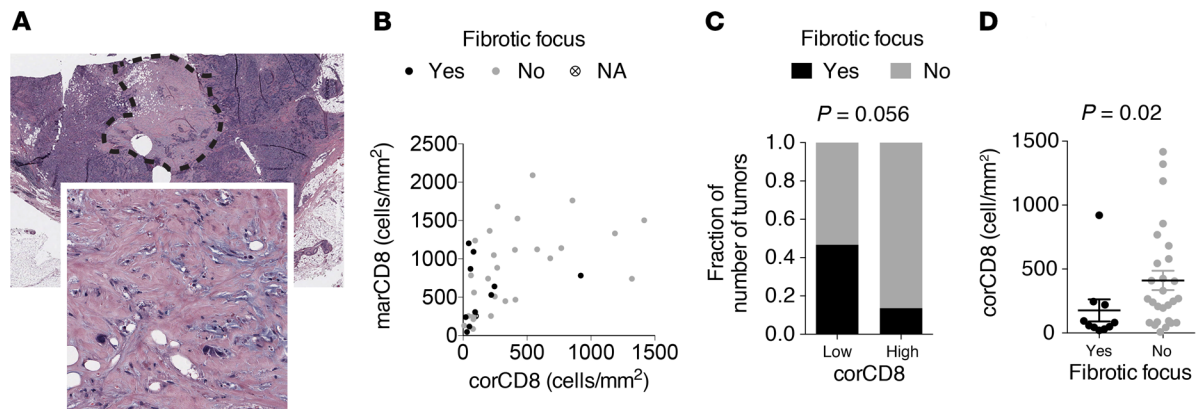 A
B
Fibrotic focus
Yes No NA
marCD8 (cells/mm²)
2500
2000
1500
1000
500
0
0 500 1000 1500
corCD8 (cells/mm²)
C
Fibrotic focus
Yes No
P = 0.056
Fraction of
number of tumors
1.0
0.8
0.6
0.4
0.2
0.0
Low High
corCD8
D
P = 0.02
corCD8 (cell/mm²)
1500
1000
500
0
Yes No
Fibrotic focus